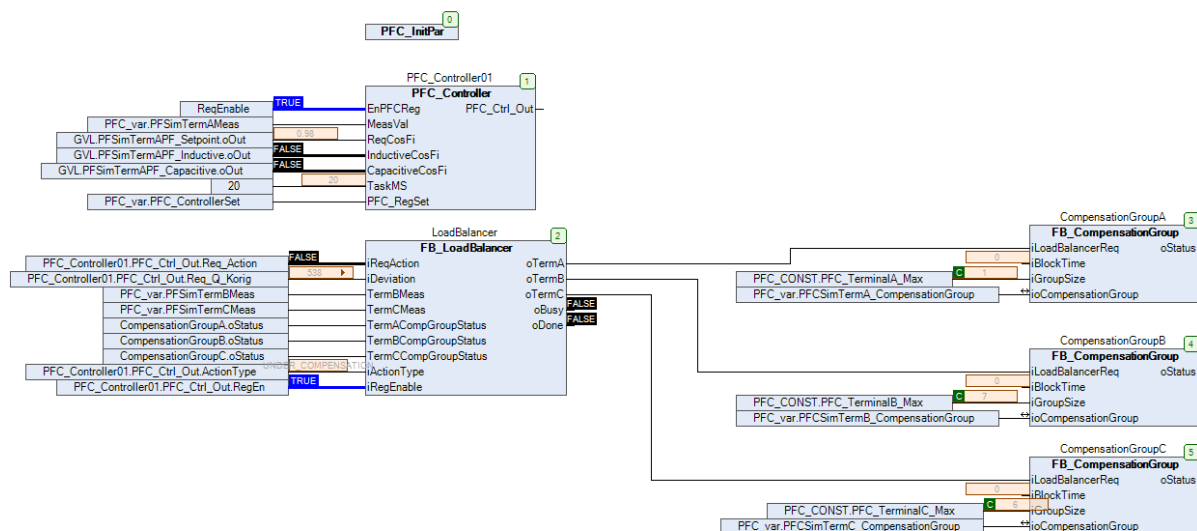 0
PFC_InitPar
PFC_Controller01
1
PFC_Controller
ReqEnable TRUE EnPFCReg PFC_Ctrl_Out
PFC_var.PFSimTermAMeas MeasVal
GVL.PFSimTermAPF_Setpoint.oOut 0.98 ReqCosFi
GVL.PFSimTermAPF_Inductive.oOut FALSE InductiveCosFi
GVL.PFSimTermAPF_Capacitive.oOut FALSE CapacitiveCosFi
20 20 TaskMS
PFC_var.PFC_ControllerSet PFC_RegSet
LoadBalancer
2
FB_LoadBalancer
PFC_Controller01.PFC_Ctrl_Out.Req_Action FALSE iReqAction oTermA
PFC_Controller01.PFC_Ctrl_Out.Req_Q_Korig 538 iDeviation oTermB
PFC_var.PFSimTermBMeas TermBMeas oTermC
PFC_var.PFSimTermCMeas TermCMeas oBusy FALSE
CompensationGroupA.oStatus TermACompGroupStatus oDone FALSE
CompensationGroupB.oStatus TermBCompGroupStatus
CompensationGroupC.oStatus TermCCompGroupStatus
PFC_Controller01.PFC_Ctrl_Out.ActionType UNDER_COMPENSATION iActionType
PFC_Controller01.PFC_Ctrl_Out.RegEn TRUE iRegEnable
CompensationGroupA
3
FB_CompensationGroup
iLoadBalancerReq oStatus
0 iBlockTime
PFC_CONST.PFC_TerminalA_Max C 1 iGroupSize
PFC_var.PFCSimTermA_CompensationGroup ioCompensationGroup
CompensationGroupB
4
FB_CompensationGroup
iLoadBalancerReq oStatus
0 iBlockTime
PFC_CONST.PFC_TerminalB_Max C 7 iGroupSize
PFC_var.PFCSimTermB_CompensationGroup ioCompensationGroup
CompensationGroupC
5
FB_CompensationGroup
iLoadBalancerReq oStatus
0 iBlockTime
PFC_CONST.PFC_TerminalC_Max C 6 iGroupSize
PFC_var.PFCSimTermC_CompensationGroup ioCompensationGroup